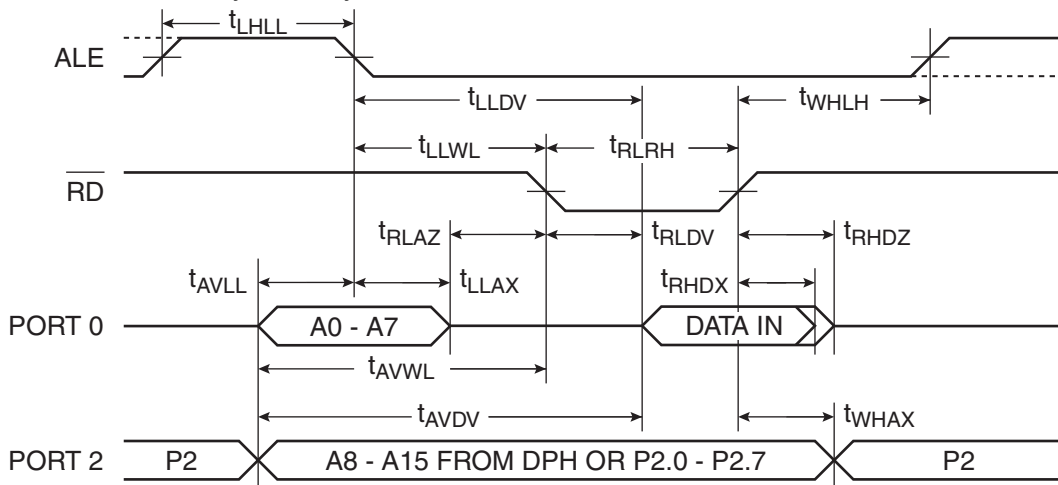 tLHLL
ALE
tLLDV
tWHLH
tLLWL
tRLRH
RD
tRLAZ
tRLDV
tRHDZ
tAVLL
tLLAX
tRHDX
PORT 0
A0 - A7
DATA IN
tAVWL
tAVDV
tWHAX
PORT 2
P2
A8 - A15 FROM DPH OR P2.0 - P2.7
P2